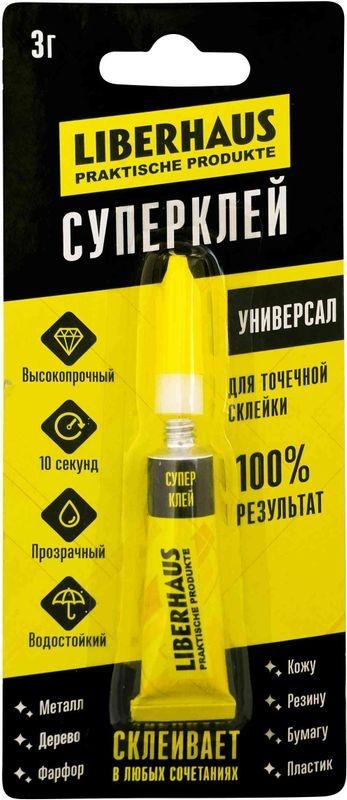 3г
LIBERHAUS
PRAKTISCHE PRODUKTE
СУПЕРКЛЕЙ
УНИВЕРСАЛ
ДЛЯ ТОЧЕЧНОЙ
СКЛЕЙКИ
100%
РЕЗУЛЬТАТ
Высокопрочный
10 секунд
Прозрачный
Водостойкий
СУПЕР
КЛЕЙ
LIBERHAUS
PRAKTISCHE PRODUKTE
Металл
Дерево
Фарфор
СКЛЕИВАЕТ
В ЛЮБЫХ СОЧЕТАНИЯХ
Кожу
Резину
Бумагу
Пластик